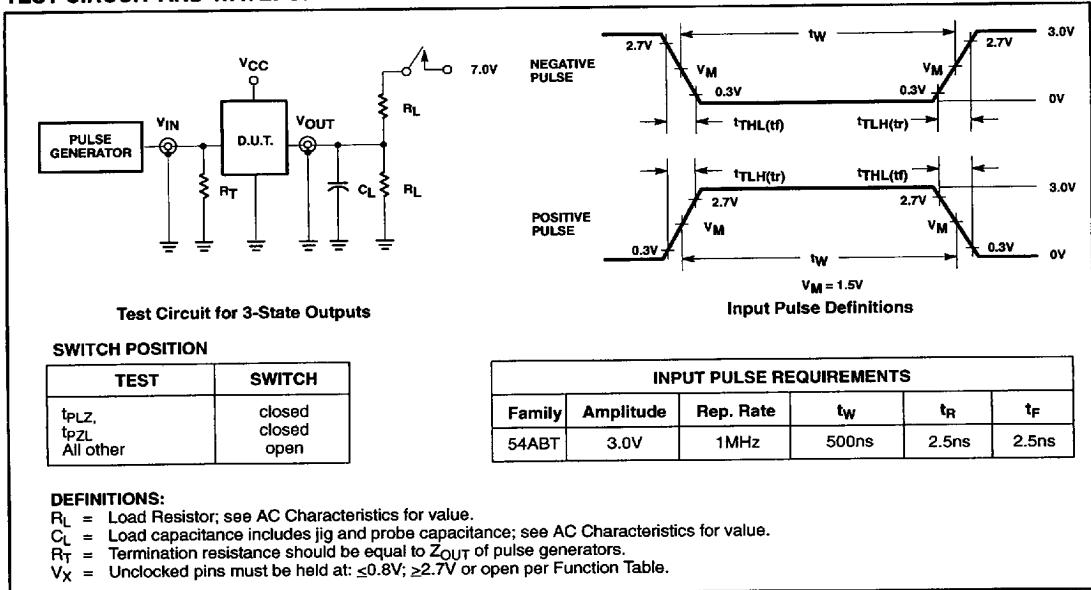 VCC
7.0V
RL
PULSE GENERATOR
VIN
D.U.T.
VOUT
RT
CL
RL
Test Circuit for 3-State Outputs
NEGATIVE PULSE
2.7V
tW
2.7V
3.0V
VM
VM
0.3V
0.3V
0V
tTHL(tf)
tTLH(tr)
tTLH(tr)
tTHL(tf)
3.0V
2.7V
2.7V
POSITIVE PULSE
VM
VM
0.3V
tW
0.3V
0V
VM = 1.5V
Input Pulse Definitions
SWITCH POSITION
TEST SWITCH
tPLZ, closed
tPZL closed
All other open
INPUT PULSE REQUIREMENTS
Family Amplitude Rep. Rate tW tR tF
54ABT 3.0V 1MHz 500ns 2.5ns 2.5ns
DEFINITIONS:
RL = Load Resistor; see AC Characteristics for value.
CL = Load capacitance includes jig and probe capacitance; see AC Characteristics for value.
RT = Termination resistance should be equal to ZOUT of pulse generators.
VX = Unclocked pins must be held at: ≤0.8V; ≥2.7V or open per Function Table.